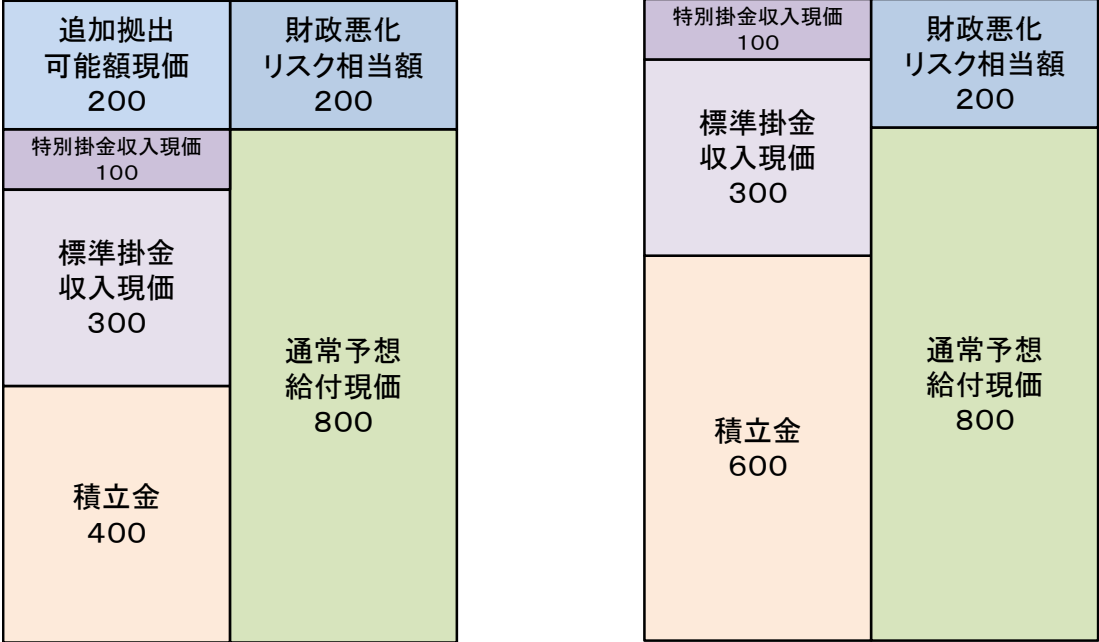 追加拠出
可能額現価
200
財政悪化
リスク相当額
200
特別掛金収入現価
100
標準掛金
収入現価
300
積立金
400
通常予想
給付現価
800
特別掛金収入現価
100
標準掛金
収入現価
300
積立金
600
財政悪化
リスク相当額
200
通常予想
給付現価
800